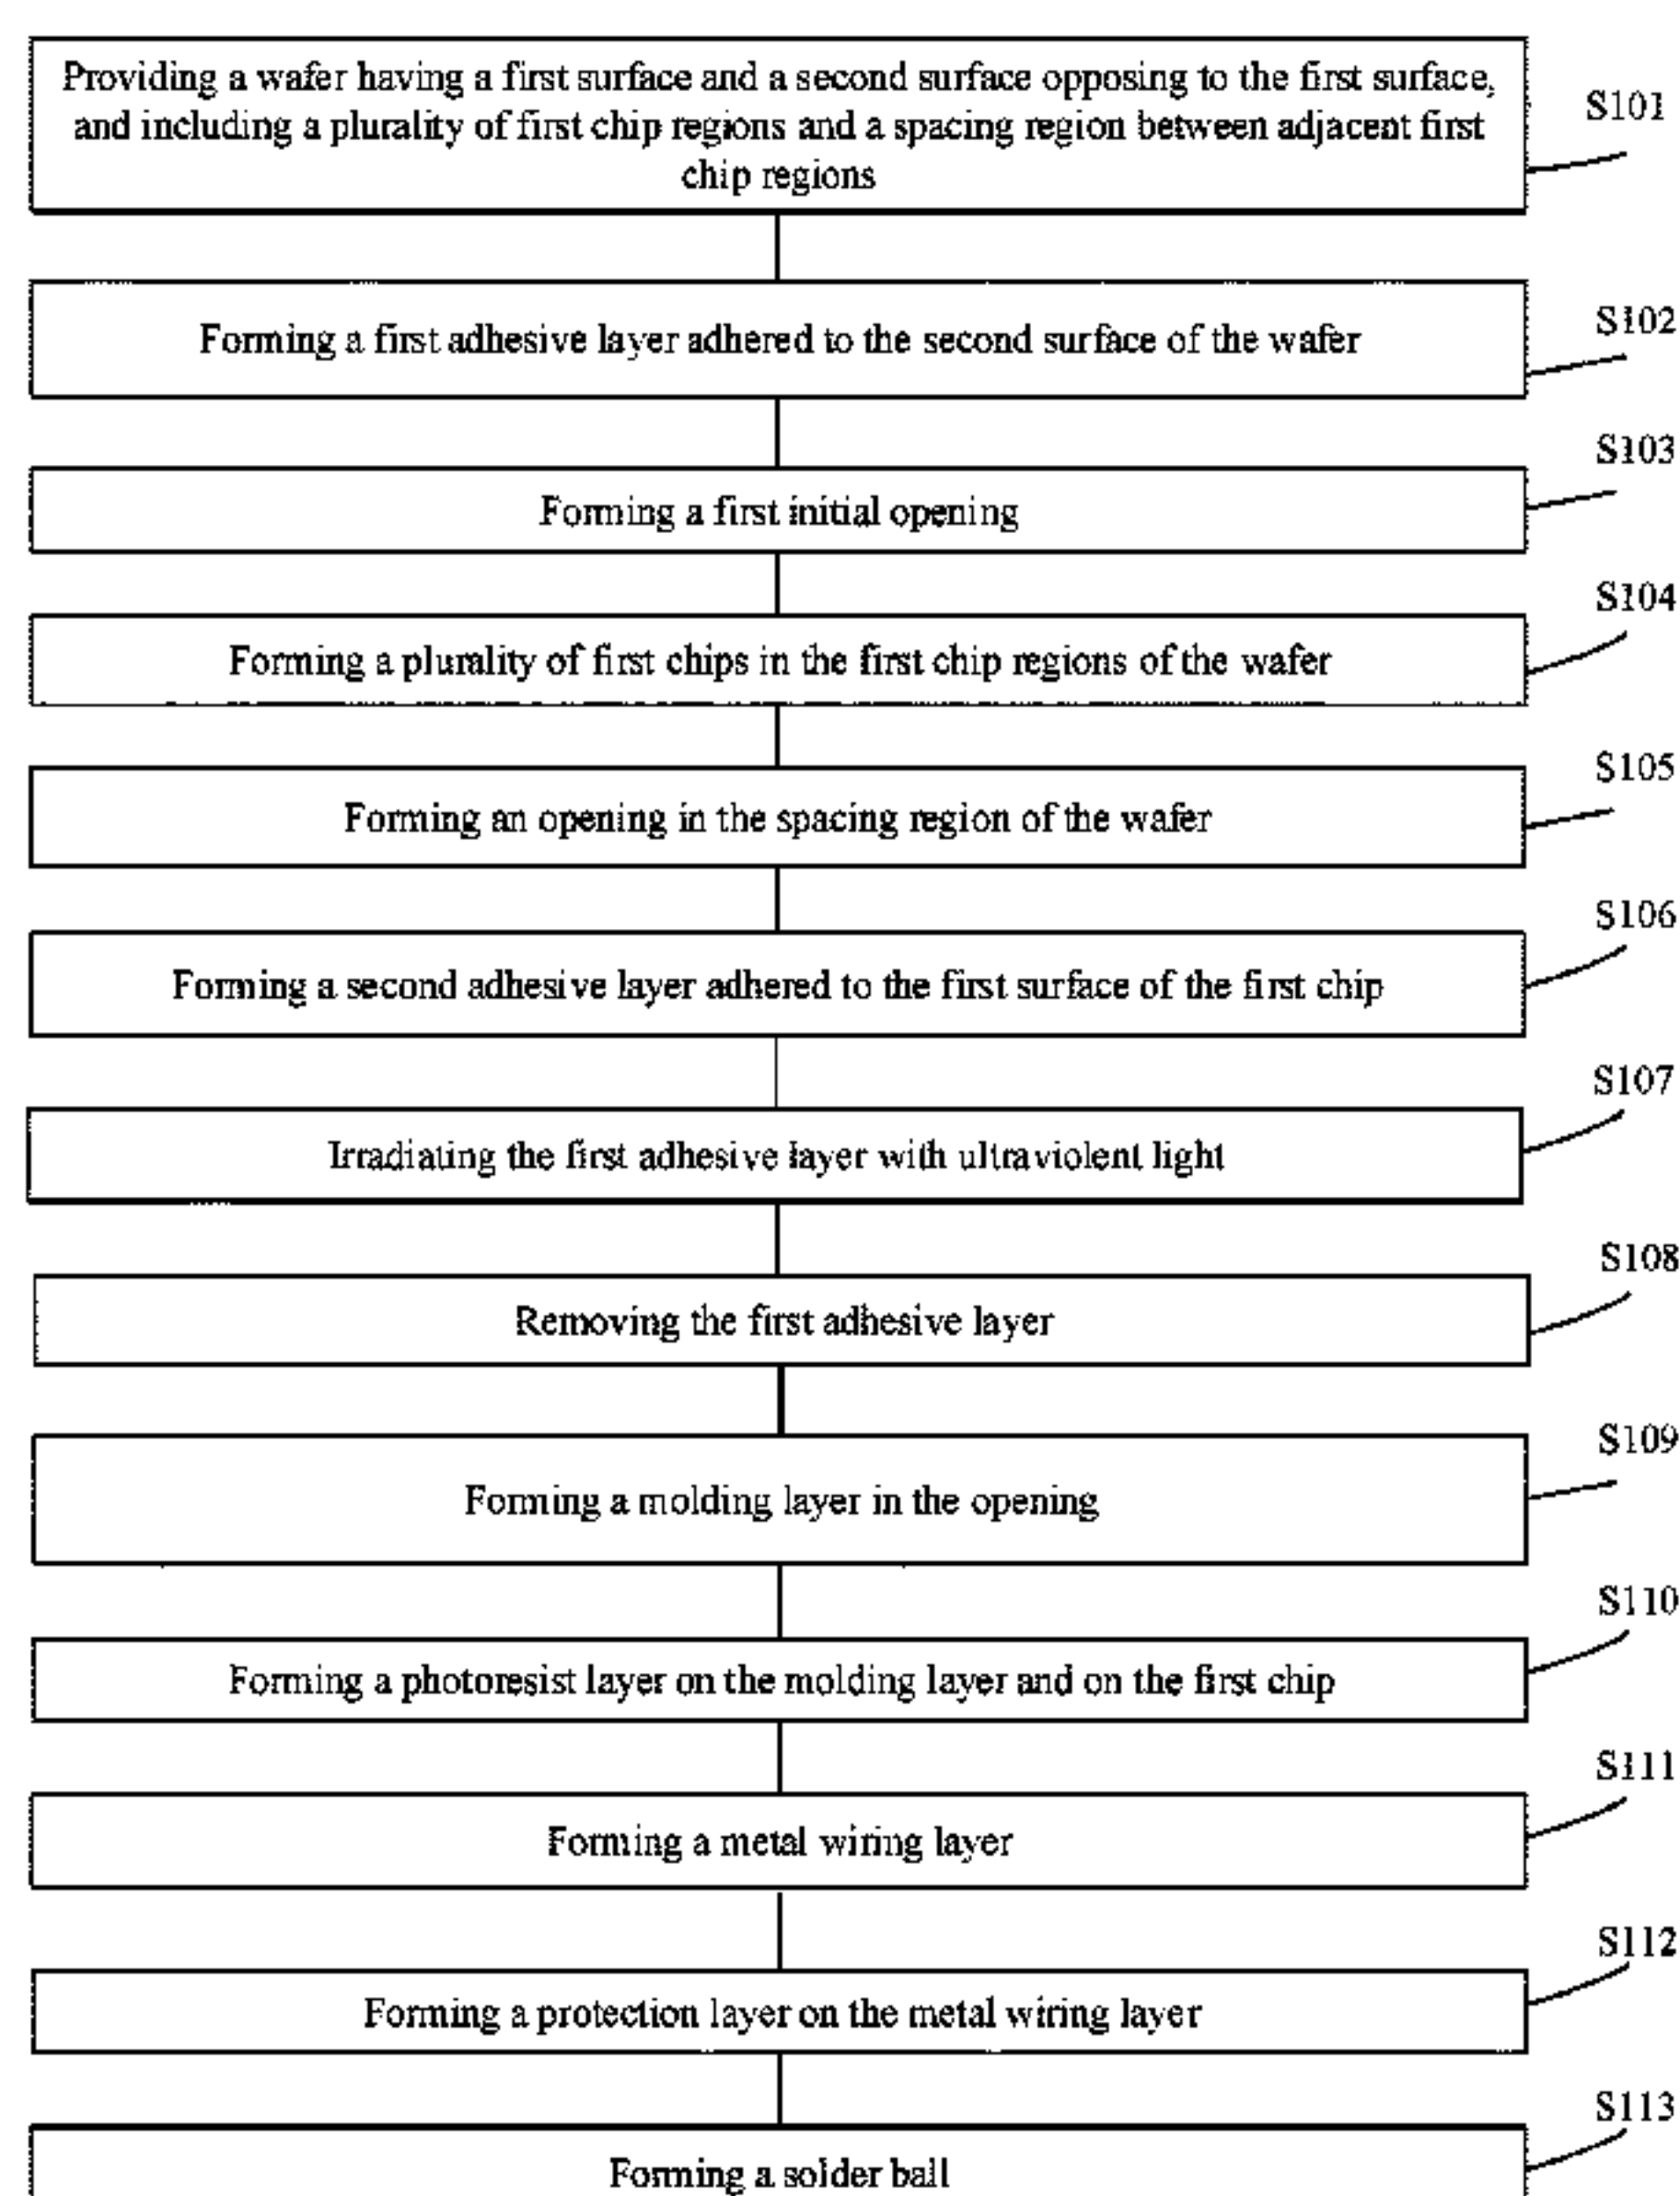 Providing a wafer having a first surface and a second surface opposing to the first surface,
and including a plurality of first chip regions and a spacing region between adjacent first
chip regions
S101
Forming a first adhesive layer adhered to the second surface of the wafer
S102
Forming a first initial opening
S103
Forming a plurality of first chips in the first chip regions of the wafer
S104
Forming an opening in the spacing region of the wafer
S105
Forming a second adhesive layer adhered to the first surface of the first chip
S106
Irradiating the first adhesive layer with ultraviolent light
S107
Removing the first adhesive layer
S108
Forming a molding layer in the opening
S109
Forming a photoresist layer on the molding layer and on the first chip
S110
Forming a metal wiring layer
S111
Forming a protection layer on the metal wiring layer
S112
Forming a solder ball
S113